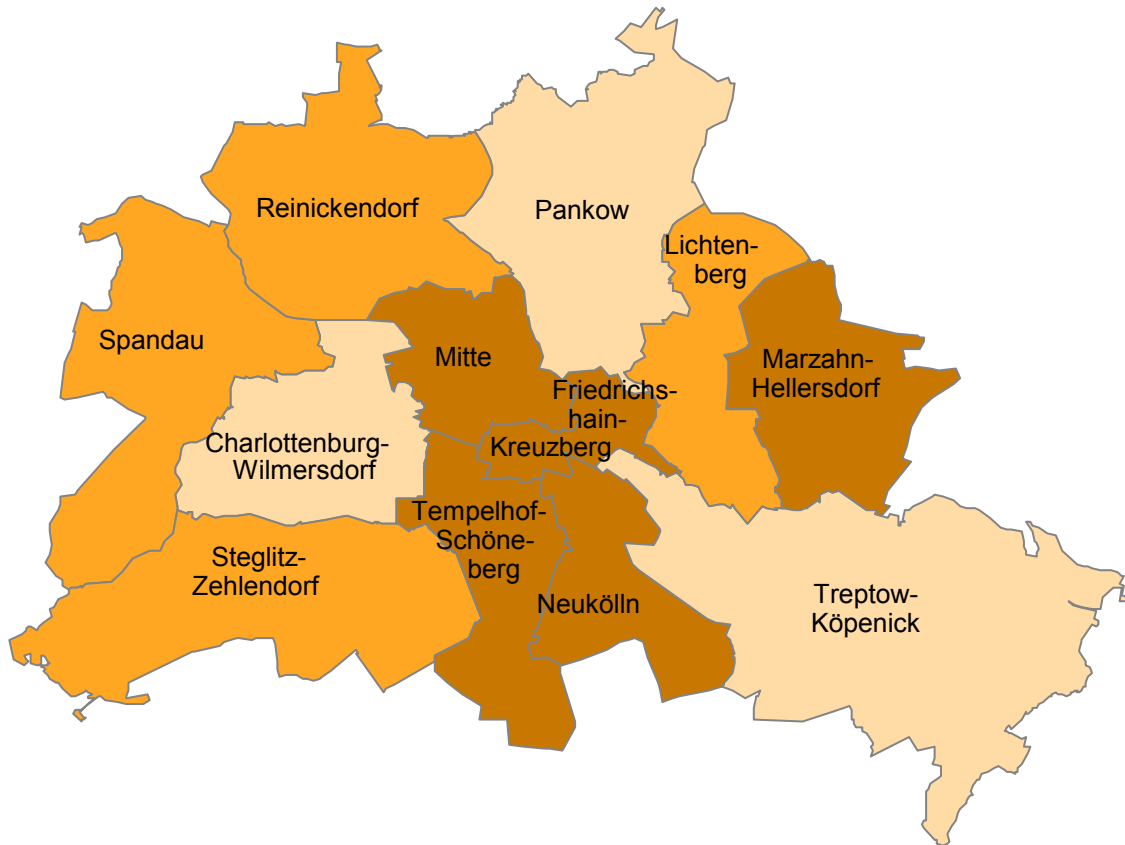 Reinickendorf
Pankow
Lichten-
berg
Spandau
Mitte
Marzahn-
Hellersdorf
Friedrichs-
hain-
Kreuzberg
Charlottenburg-
Wilmersdorf
Tempelhof-
Schöne-
berg
Steglitz-
Zehlendorf
Neukölln
Treptow-
Köpenick